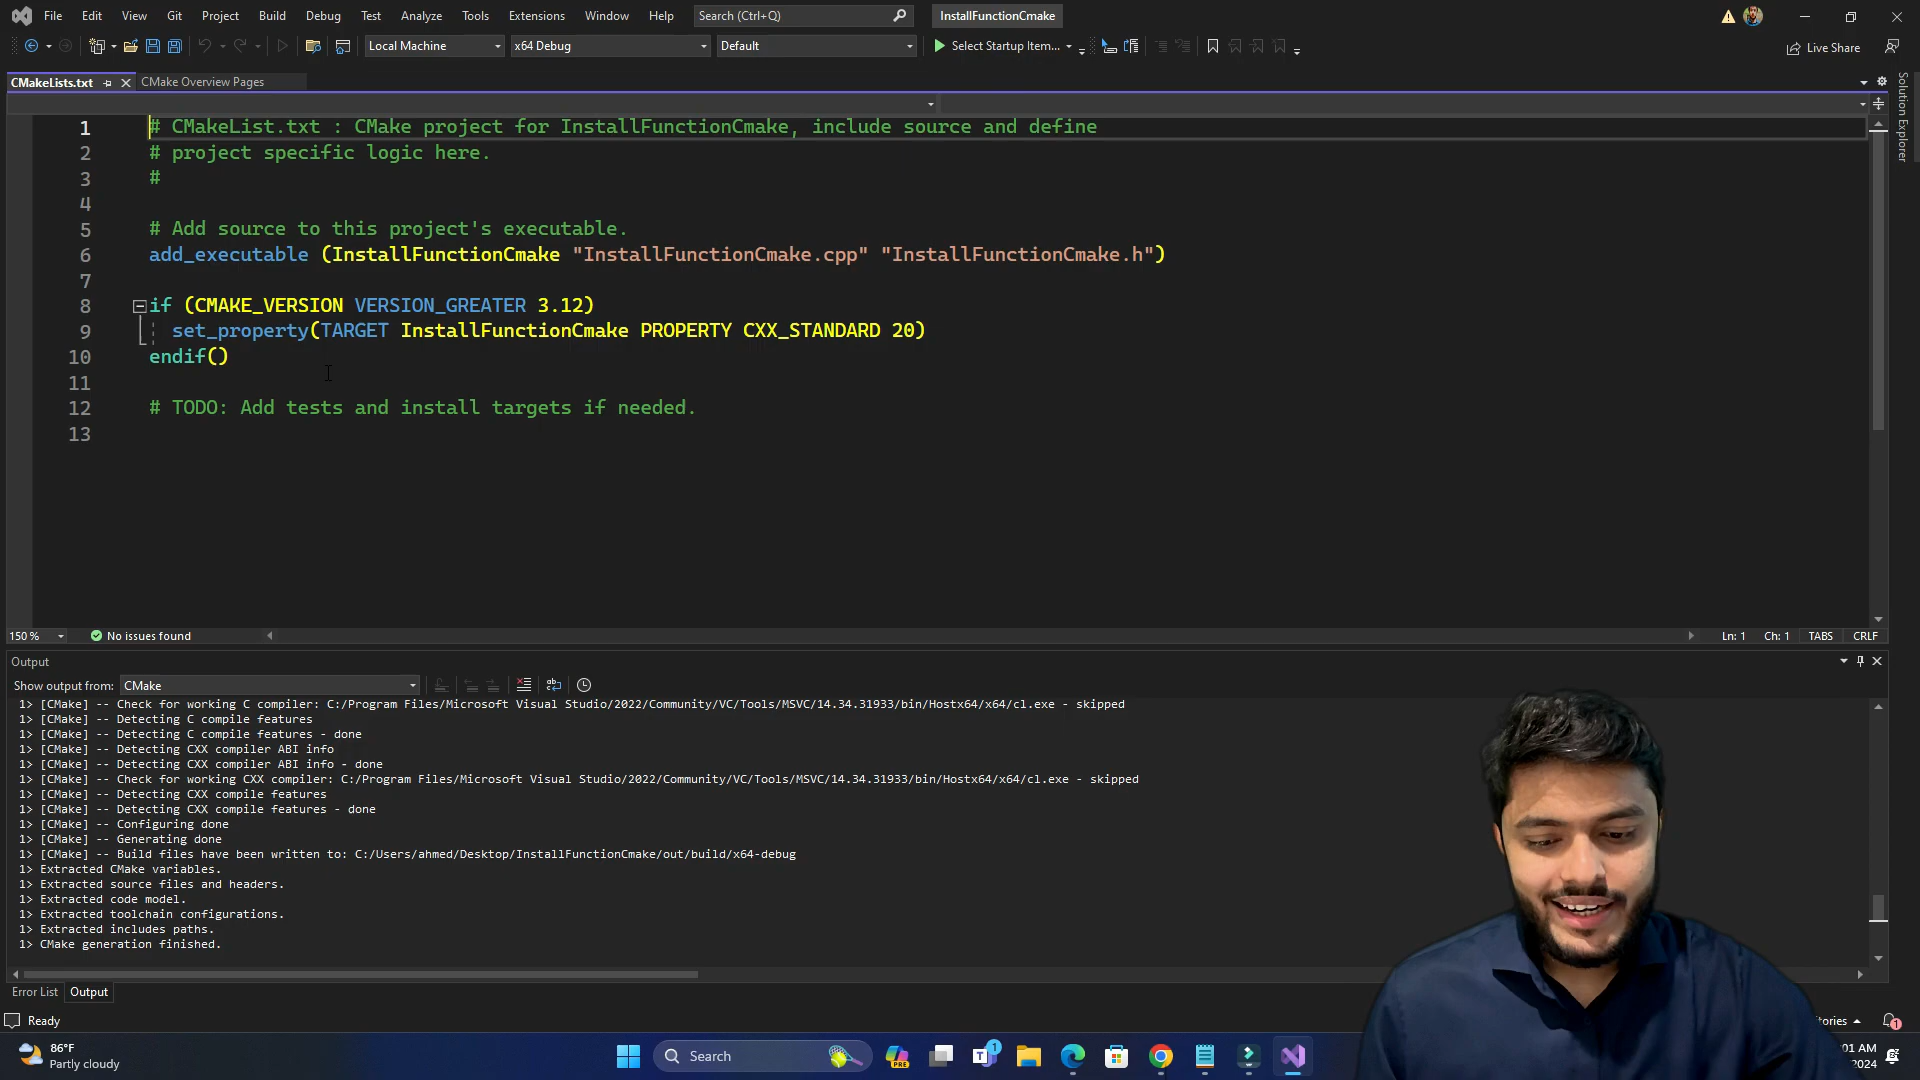 File Edit View Git Project Build Debug Test Analyze Tools Extensions Window Help Search (Ctrl+Q) InstallFunctionCmake
Local Machine x64 Debug Default Select Startup Item... Live Share
CMakeLists.txt CMake Overview Pages
Solution Explorer
1 # CMakeList.txt : CMake project for InstallFunctionCmake, include source and define
2 # project specific logic here.
3 #
4
5 # Add source to this project's executable.
6 add_executable (InstallFunctionCmake "InstallFunctionCmake.cpp" "InstallFunctionCmake.h")
7
8 if (CMAKE_VERSION VERSION_GREATER 3.12)
9 set_property(TARGET InstallFunctionCmake PROPERTY CXX_STANDARD 20)
10 endif()
11
12 # TODO: Add tests and install targets if needed.
13
150 % No issues found Ln: 1 Ch: 1 TABS CRLF
Output
Show output from: CMake
1> [CMake] -- Check for working C compiler: C:/Program Files/Microsoft Visual Studio/2022/Community/VC/Tools/MSVC/14.34.31933/bin/Hostx64/x64/cl.exe - skipped
1> [CMake] -- Detecting C compile features
1> [CMake] -- Detecting C compile features - done
1> [CMake] -- Detecting CXX compiler ABI info
1> [CMake] -- Detecting CXX compiler ABI info - done
1> [CMake] -- Check for working CXX compiler: C:/Program Files/Microsoft Visual Studio/2022/Community/VC/Tools/MSVC/14.34.31933/bin/Hostx64/x64/cl.exe - skipped
1> [CMake] -- Detecting CXX compile features
1> [CMake] -- Detecting CXX compile features - done
1> [CMake] -- Configuring done
1> [CMake] -- Generating done
1> [CMake] -- Build files have been written to: C:/Users/ahmed/Desktop/InstallFunctionCmake/out/build/x64-debug
1> Extracted CMake variables.
1> Extracted source files and headers.
1> Extracted code model.
1> Extracted toolchain configurations.
1> Extracted includes paths.
1> CMake generation finished.
Error List Output
Ready tories 1
86°F
Partly cloudy
Search PRE 1
01 AM
2024